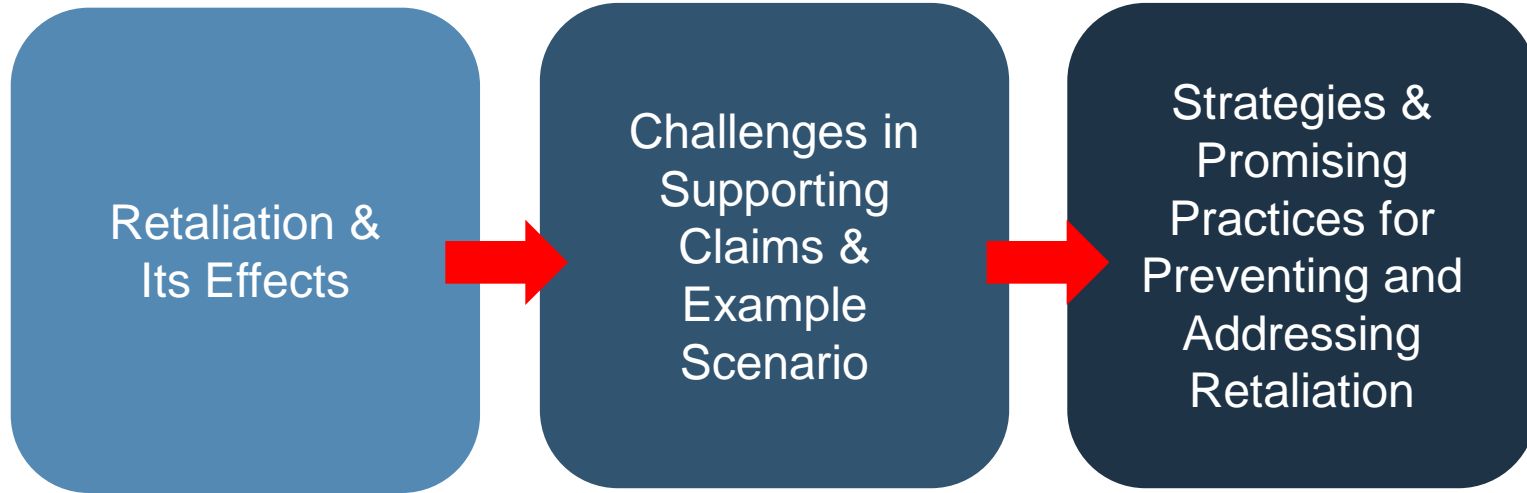 Retaliation &
Its Effects
Challenges in
Supporting
Claims &
Example
Scenario
Strategies &
Promising
Practices for
Preventing and
Addressing
Retaliation